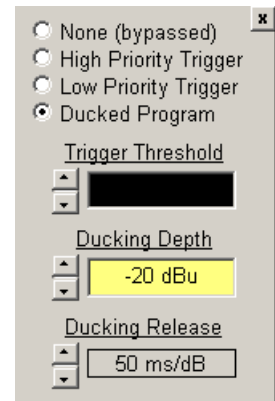 x
None (bypassed)
High Priority Trigger
Low Priority Trigger
Ducked Program
Trigger Threshold
Ducking Depth
-20 dBu
Ducking Release
50 ms/dB